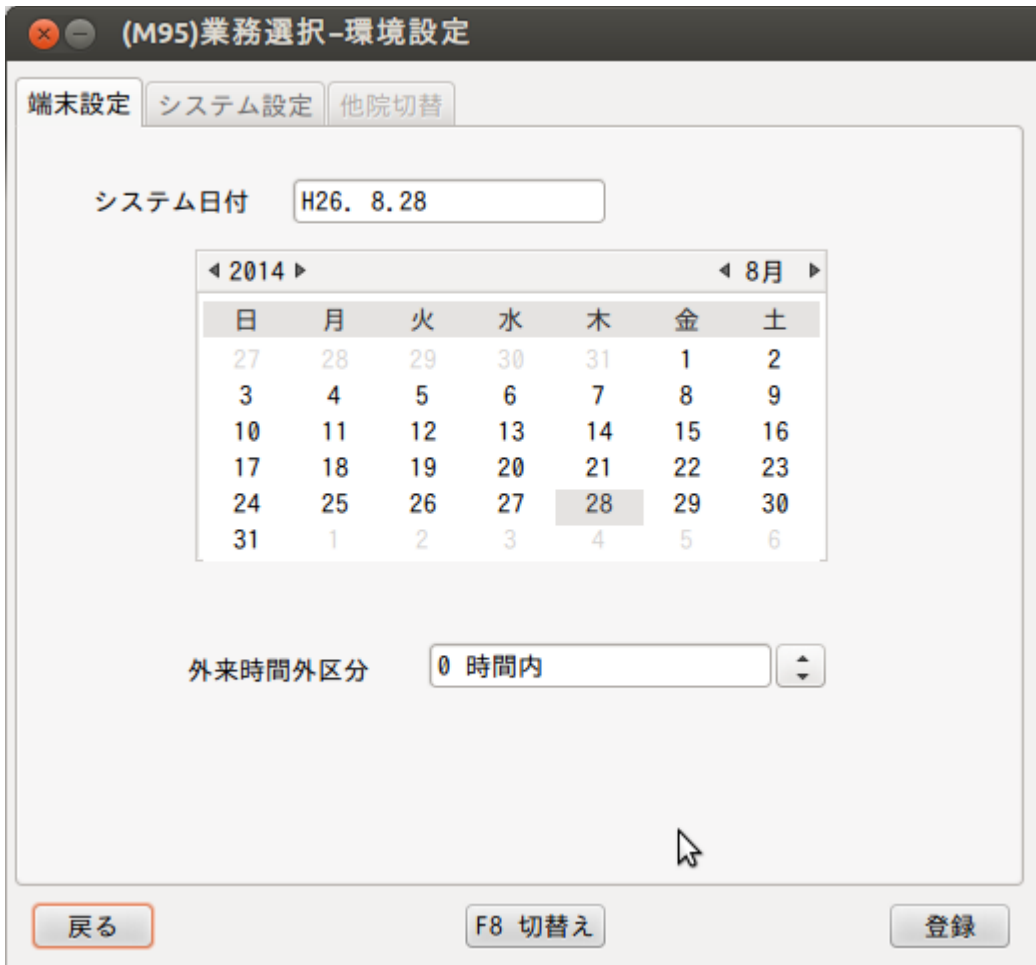 (M95)業務選択−環境設定
端末設定 システム設定 他院切替
システム日付 H26. 8.28
2014 8月
日 月 火 水 木 金 土
27 28 29 30 31 1 2
3 4 5 6 7 8 9
10 11 12 13 14 15 16
17 18 19 20 21 22 23
24 25 26 27 28 29 30
31 1 2 3 4 5 6
外来時間外区分 0 時間内
戻る F8 切替え 登録